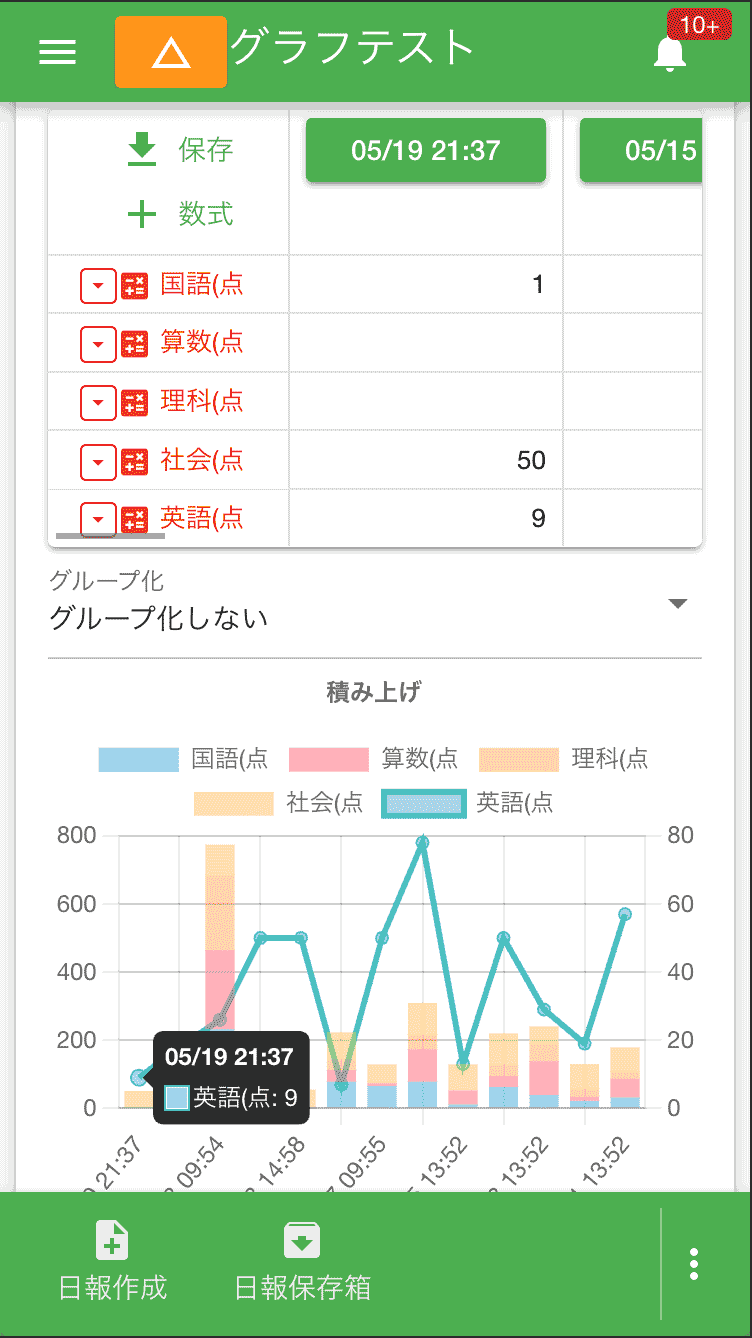 10+
グラフテスト
保存
05/19 21:37
05/15
数式
国語(点
1
算数(点
理科(点
社会(点
50
英語(点
9
グループ化
グループ化しない
積み上げ
国語(点 算数(点 理科(点
社会(点 英語(点
800
80
600
60
400
40
200
20
0
0
05/19 21:37
英語(点: 9
21:37
09:54
14:58
09:55
13:52
13:52
13:52
日報作成
日報保存箱